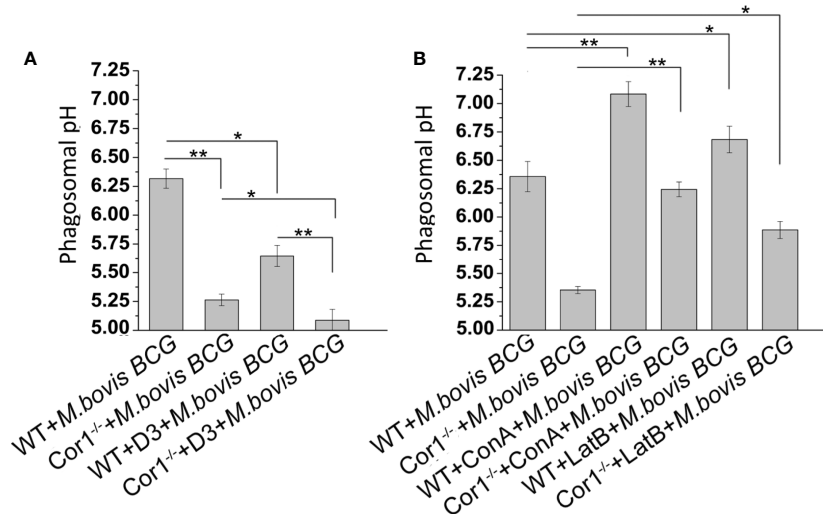 A
Phagosomal pH
7.25
7.00
6.75
6.50
6.25
6.00
5.75
5.50
5.25
5.00
*
**
*
**
WT+M.bovis BCG
Cor1-/-+M.bovis BCG
WT+D3+M.bovis BCG
Cor1-/-+D3+M.bovis BCG
B
Phagosomal pH
7.25
7.00
6.75
6.50
6.25
6.00
5.75
5.50
5.25
5.00
*
*
**
**
WT+M.bovis BCG
Cor1-/-+M.bovis BCG
WT+ConA+M.bovis BCG
Cor1-/-+ConA+M.bovis BCG
WT+LatB+M.bovis BCG
Cor1-/-+LatB+M.bovis BCG